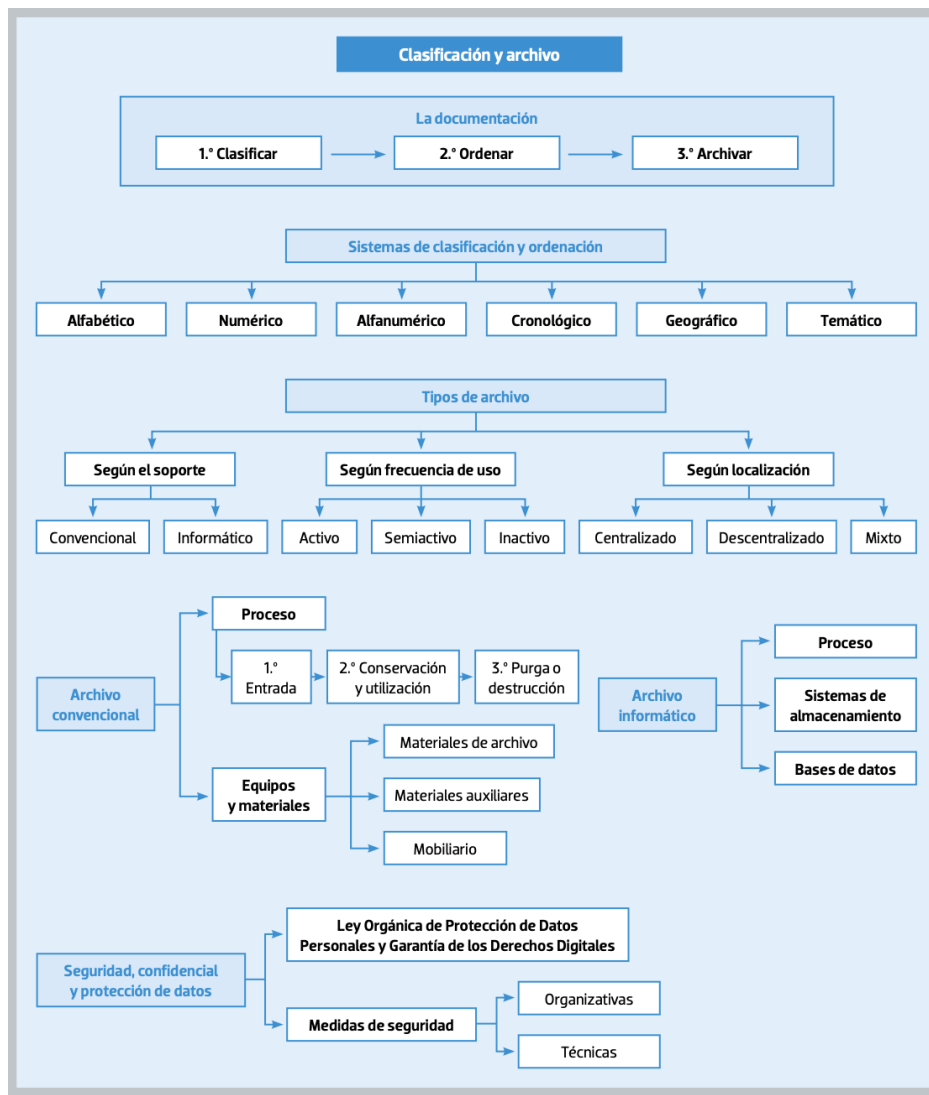 Clasificación y archivo
La documentación
1.° Clasificar
2.° Ordenar
3.° Archivar
Sistemas de clasificación y ordenación
Alfabético
Numérico
Alfanumérico
Cronológico
Geográfico
Temático
Tipos de archivo
Según el soporte
Según frecuencia de uso
Según localización
Convencional
Informático
Activo
Semiactivo
Inactivo
Centralizado
Descentralizado
Mixto
Archivo
convencional
Proceso
1.°
Entrada
2.° Conservación
y utilización
3.° Purga o
destrucción
Equipos
y materiales
Materiales de archivo
Materiales auxiliares
Mobiliario
Archivo
informático
Proceso
Sistemas de
almacenamiento
Bases de datos
Seguridad, confidencial
y protección de datos
Ley Orgánica de Protección de Datos
Personales y Garantía de los Derechos Digitales
Medidas de seguridad
Organizativas
Técnicas